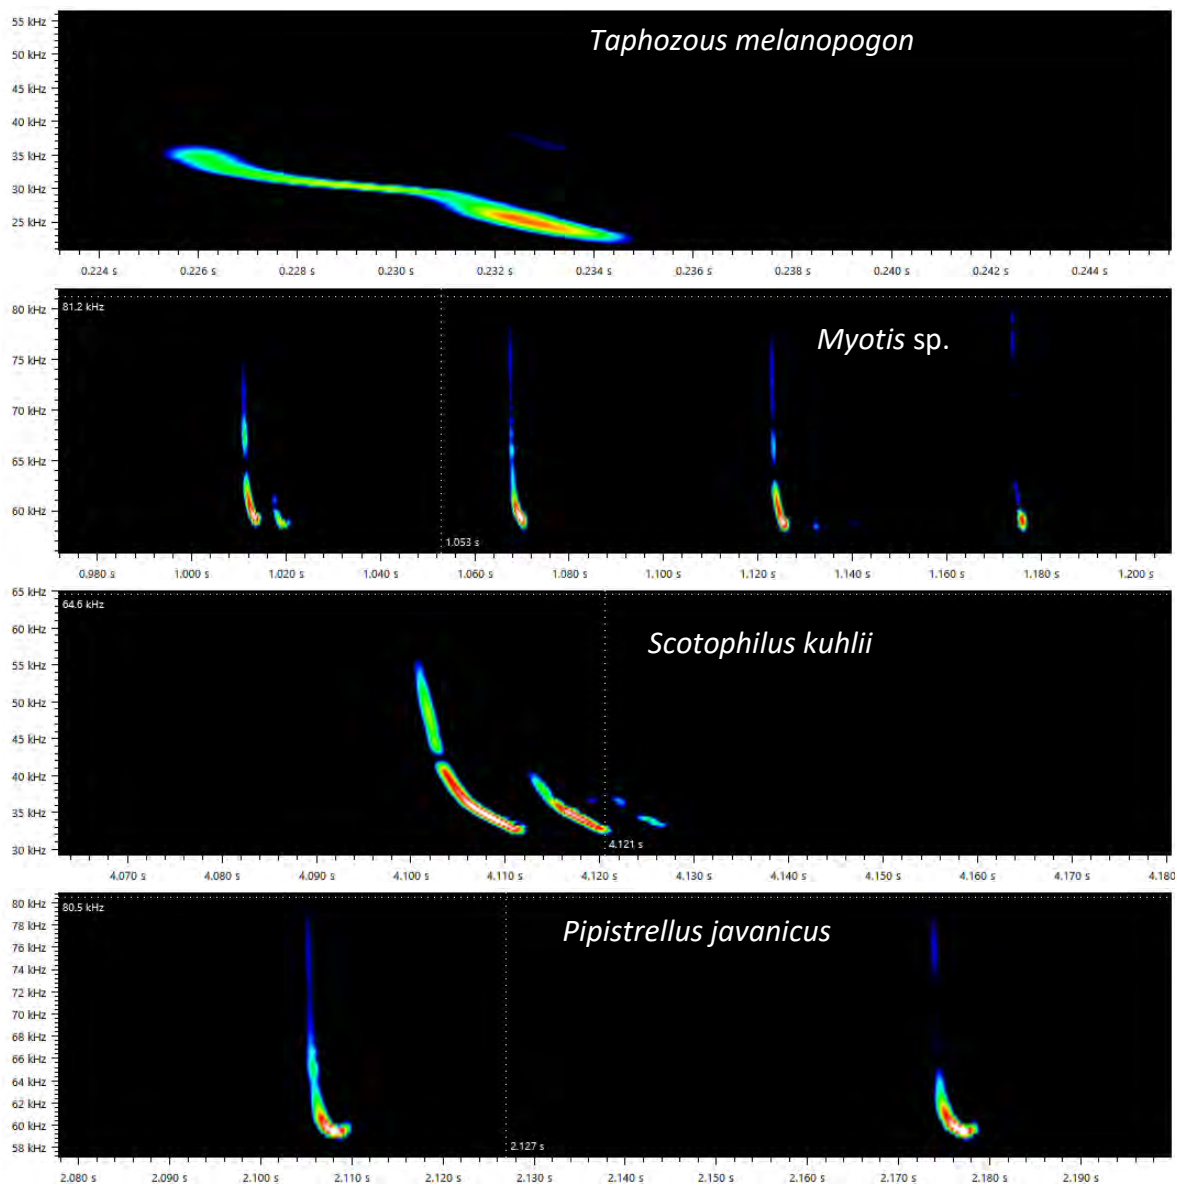 55 kHz
Taphozous melanopogon
50 kHz
45 kHz
40 kHz
35 kHz
30 kHz
25 kHz
0.224 s 0.226 s 0.228 s 0.230 s 0.232 s 0.234 s 0.236 s 0.238 s 0.240 s 0.242 s 0.244 s
80 kHz 81.2 kHz
Myotis sp.
75 kHz
70 kHz
65 kHz
60 kHz
1.053 s
0.980 s 1.000 s 1.020 s 1.040 s 1.060 s 1.080 s 1.100 s 1.120 s 1.140 s 1.160 s 1.180 s 1.200 s
65 kHz
64.6 kHz
60 kHz
Scotophilus kuhlii
55 kHz
50 kHz
45 kHz
40 kHz
35 kHz
30 kHz
4.121 s
4.070 s 4.080 s 4.090 s 4.100 s 4.110 s 4.120 s 4.130 s 4.140 s 4.150 s 4.160 s 4.170 s 4.180
80 kHz 80.5 kHz
78 kHz
Pipistrellus javanicus
76 kHz
74 kHz
72 kHz
70 kHz
68 kHz
66 kHz
64 kHz
62 kHz
60 kHz
58 kHz
2.127 s
2.080 s 2.090 s 2.100 s 2.110 s 2.120 s 2.130 s 2.140 s 2.150 s 2.160 s 2.170 s 2.180 s 2.190 s